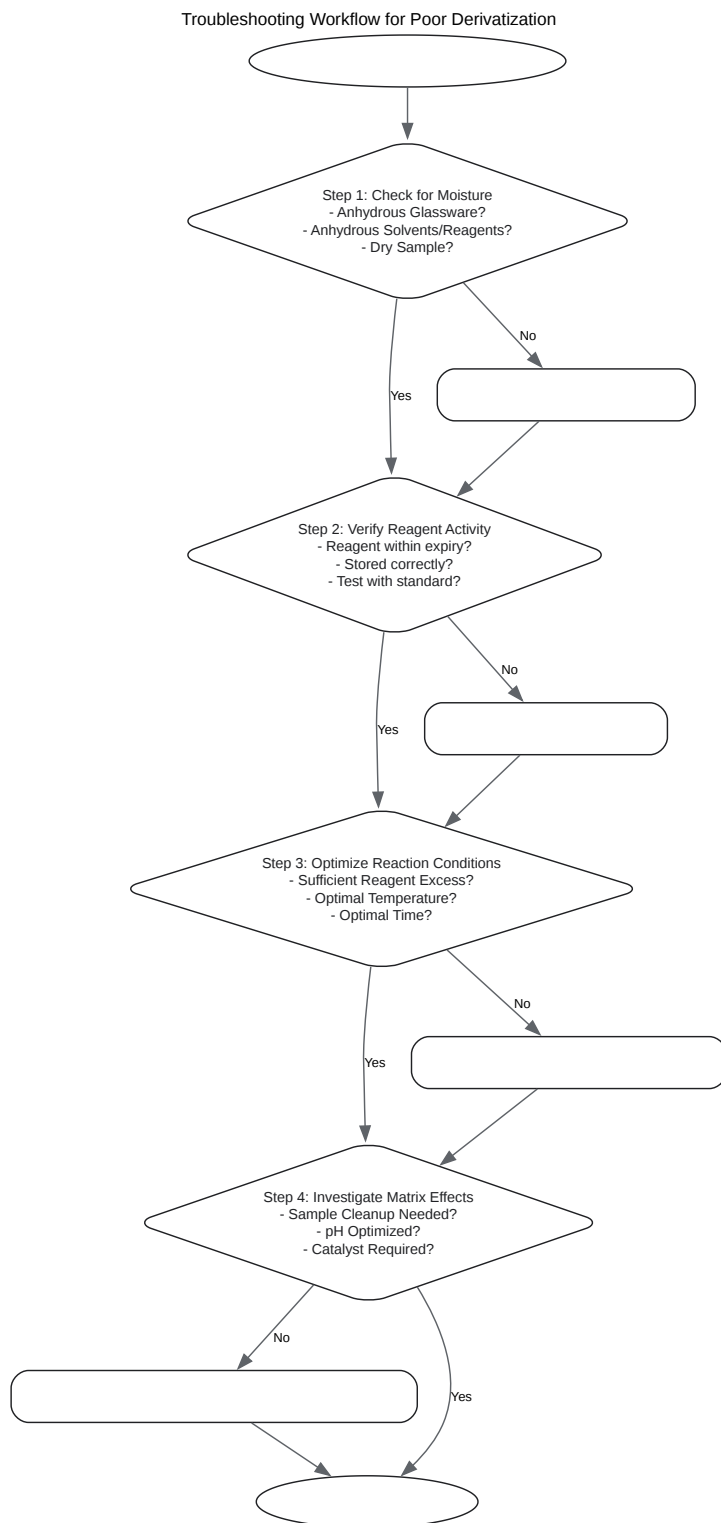 Troubleshooting Workflow for Poor Derivatization
Step 1: Check for Moisture
- Anhydrous Glassware?
- Anhydrous Solvents/Reagents?
- Dry Sample?
No
Yes
Step 2: Verify Reagent Activity
- Reagent within expiry?
- Stored correctly?
- Test with standard?
No
Yes
Step 3: Optimize Reaction Conditions
- Sufficient Reagent Excess?
- Optimal Temperature?
- Optimal Time?
No
Yes
Step 4: Investigate Matrix Effects
- Sample Cleanup Needed?
- pH Optimized?
- Catalyst Required?
No
Yes